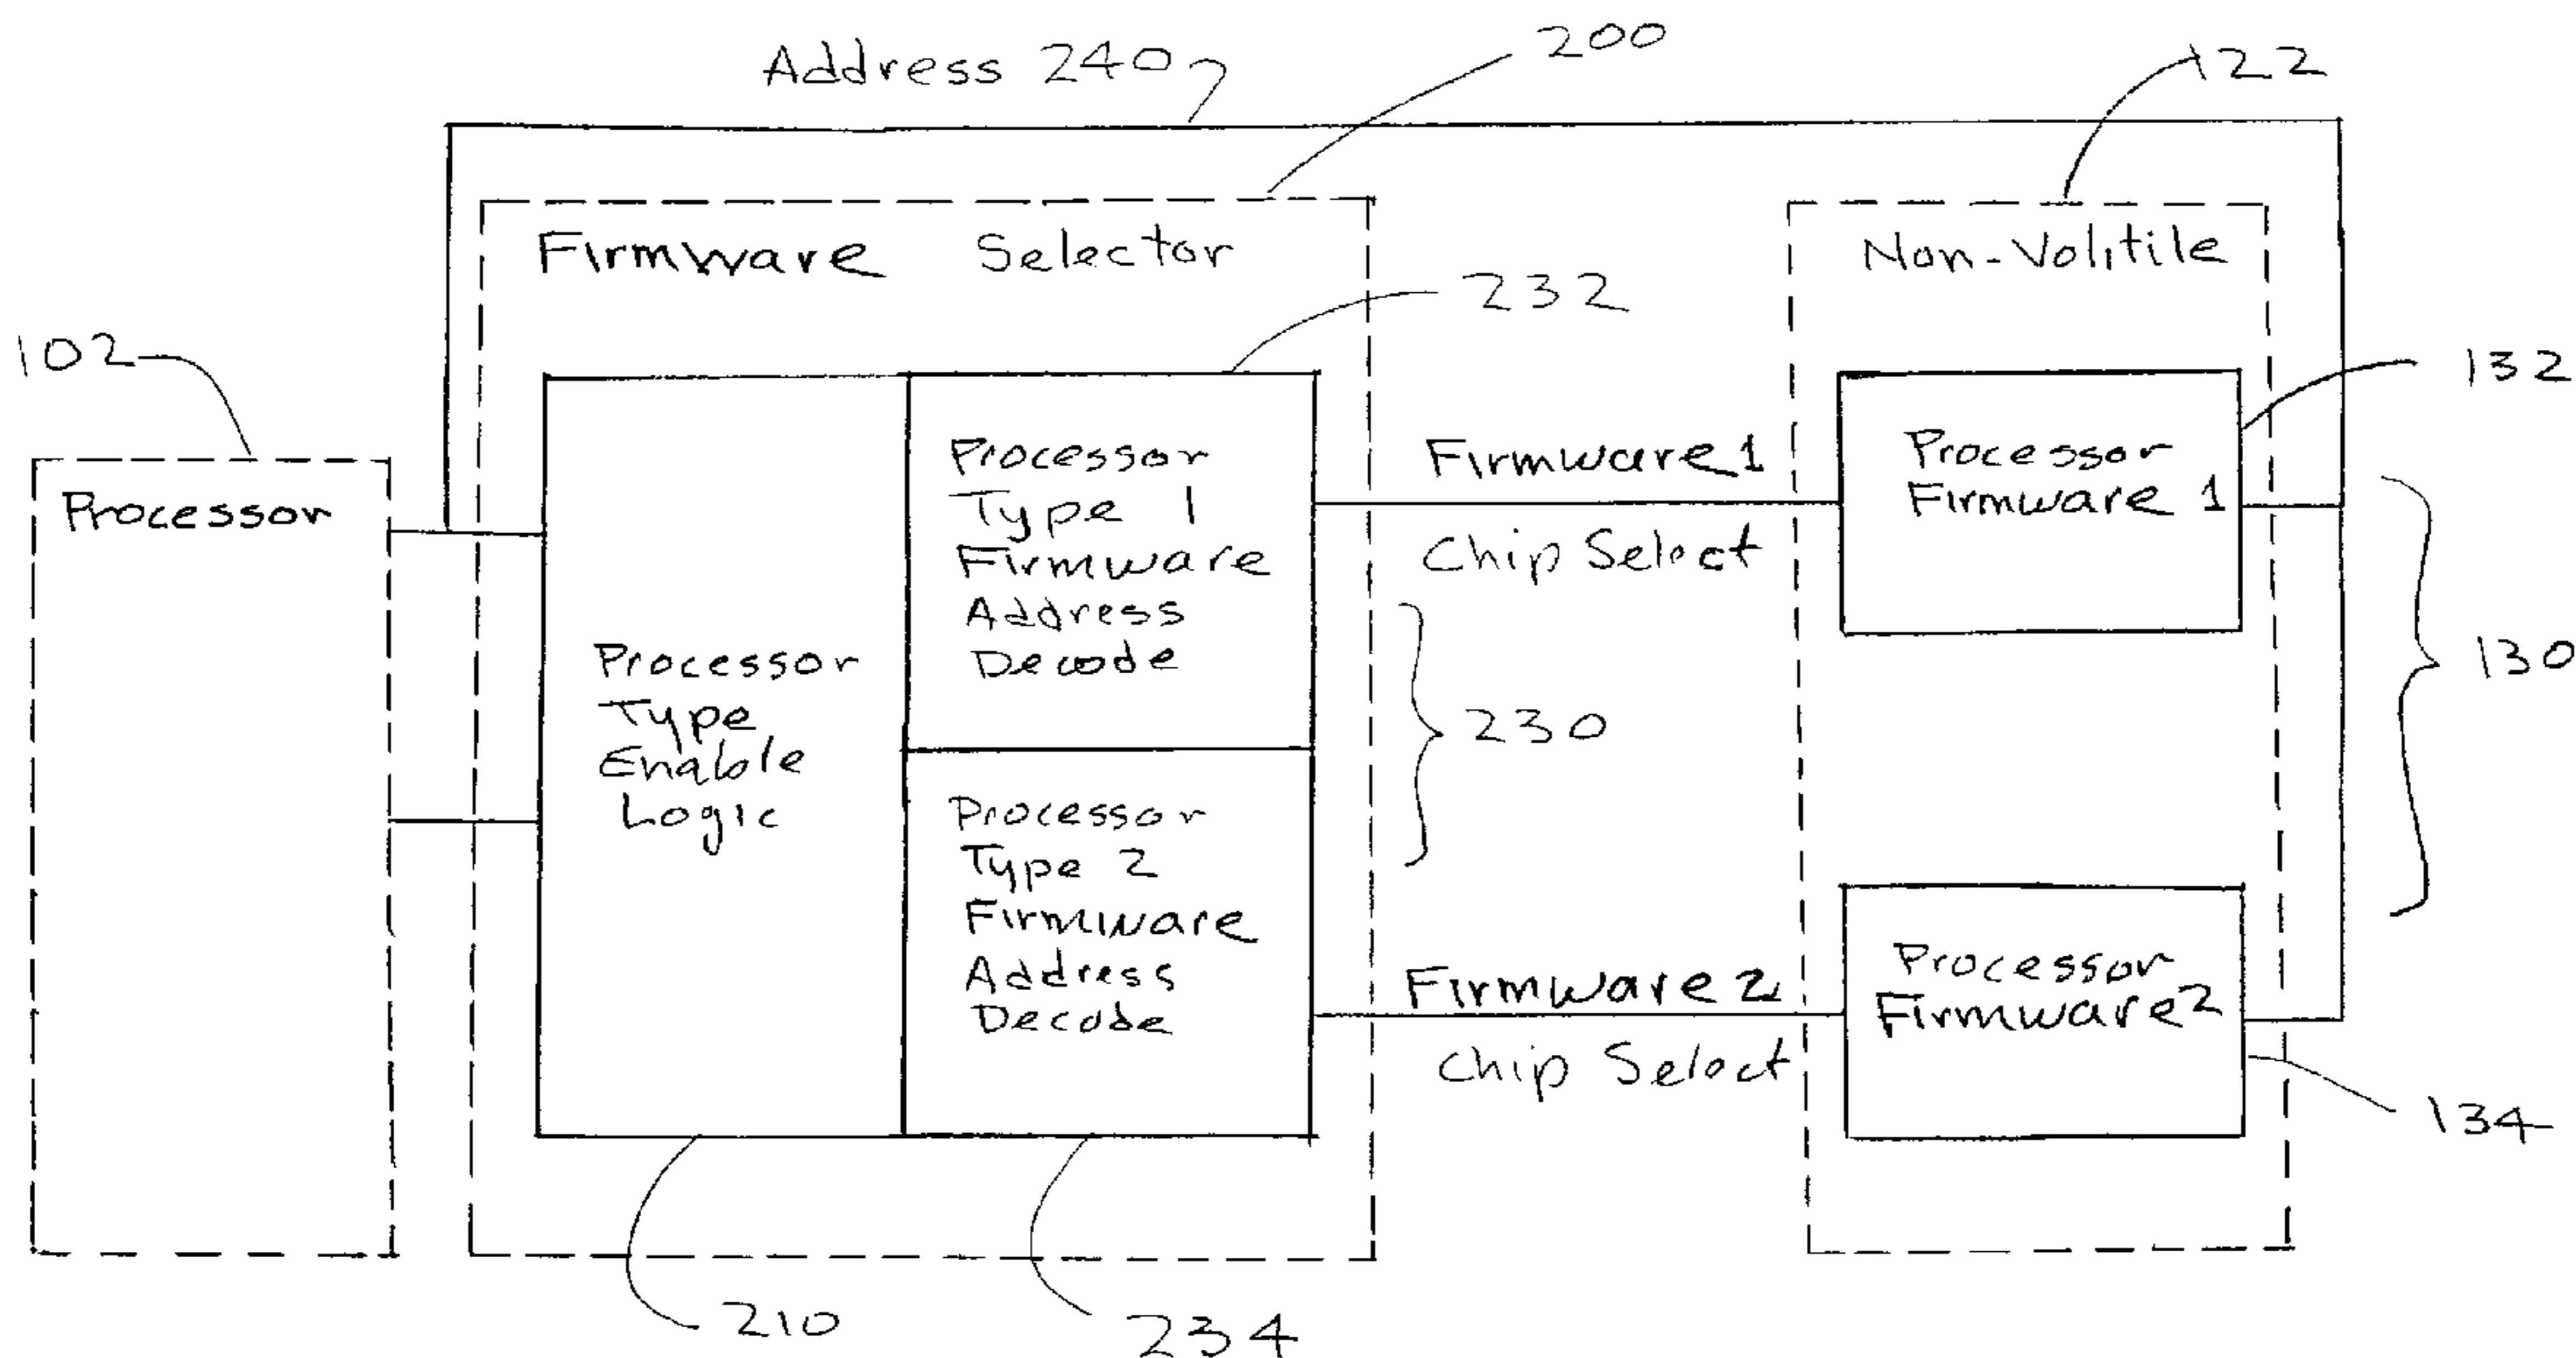 Address 240
200
122
Firmware Selector
Non-Volitile
232
102
132
Processor
Processor
Type 1
Firmware
Address
Decode
Firmware 1
Chip Select
Processor
Firmware 1
130
Processor
Type
Enable
Logic
230
Processor
Type 2
Firmware
Address
Decode
Firmware 2
Chip Select
Processor
Firmware 2
134
210
234